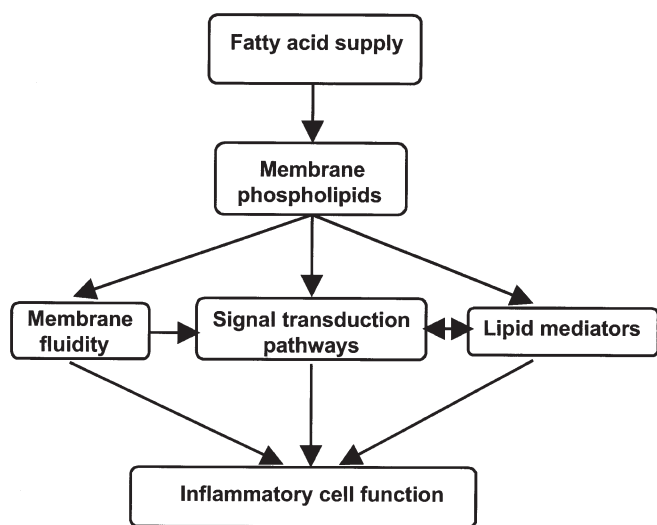 Fatty acid supply
Membrane
phospholipids
Membrane
fluidity
Signal transduction
pathways
Lipid mediators
Inflammatory cell function